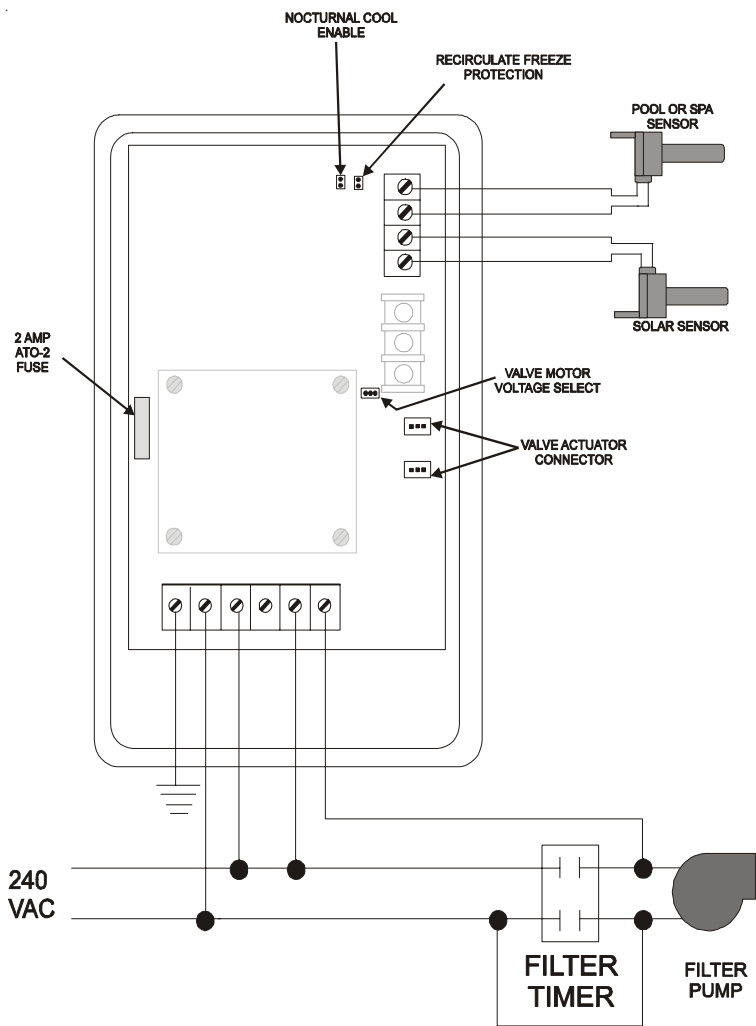 NOCTURNAL COOL
ENABLE
RECIRCULATE FREEZE
PROTECTION
POOL OR SPA
SENSOR
SOLAR SENSOR
2 AMP
ATO-2
FUSE
VALVE MOTOR
VOLTAGE SELECT
VALVE ACTUATOR
CONNECTOR
240
VAC
FILTER
TIMER
FILTER
PUMP